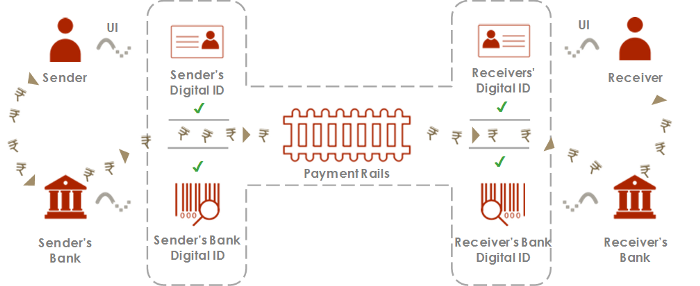 UI
UI
Sender
Sender's
Digital ID
Receivers'
Digital ID
Receiver
Payment Rails
Sender's
Bank
Sender's Bank
Digital ID
Receiver's Bank
Digital ID
Receiver's
Bank